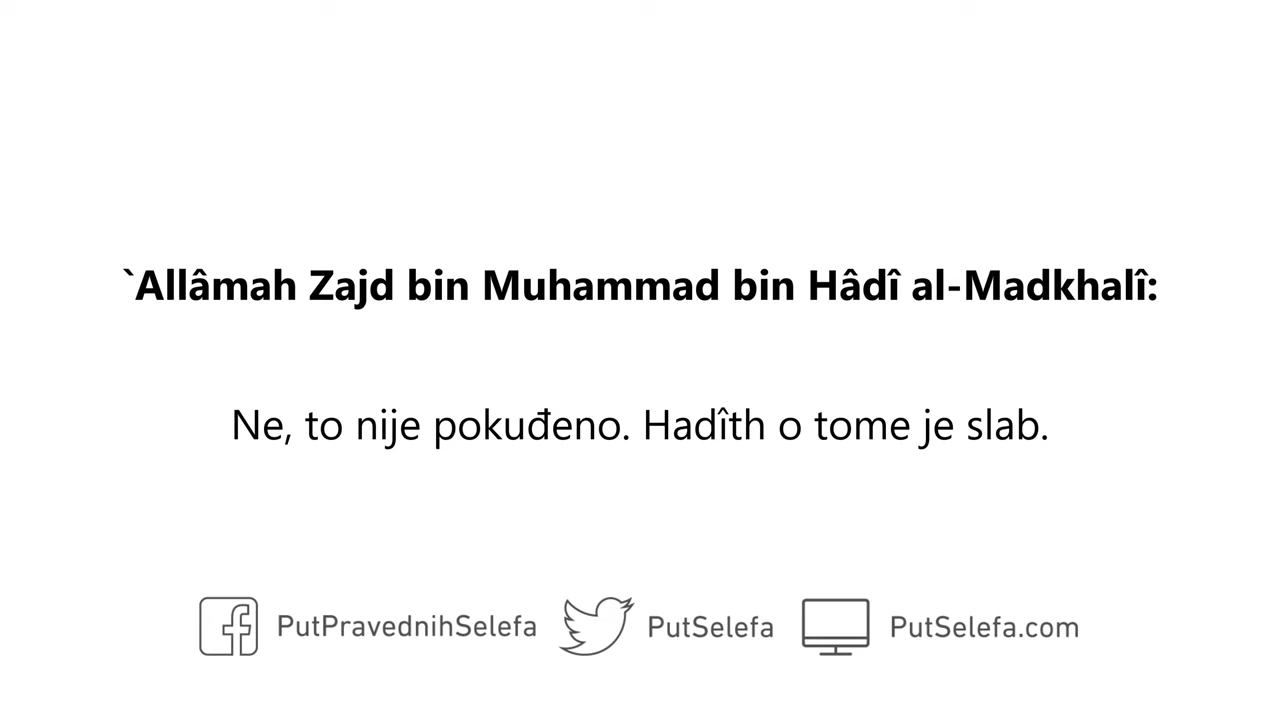 `Allâmah Zajd bin Muhammad bin Hâdî al-Madkhalî:
Ne, to nije pokuđeno. Hadîth o tome je slab.
PutPravednihSelefa PutSelefa PutSelefa.com